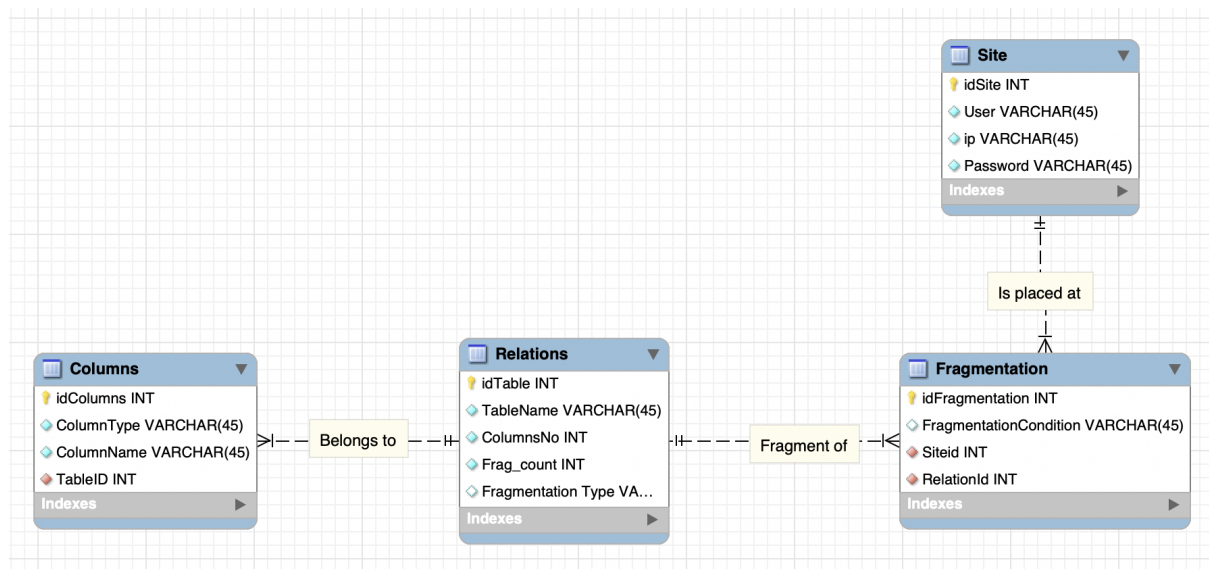 Site
idSite INT
User VARCHAR(45)
ip VARCHAR(45)
Password VARCHAR(45)
Indexes
Is placed at
Columns
idColumns INT
ColumnType VARCHAR(45)
ColumnName VARCHAR(45)
TableID INT
Indexes
Belongs to
Relations
idTable INT
TableName VARCHAR(45)
ColumnsNo INT
Frag_count INT
Fragmentation Type VA...
Indexes
Fragment of
Fragmentation
idFragmentation INT
FragmentationCondition VARCHAR(45)
Siteid INT
RelationId INT
Indexes